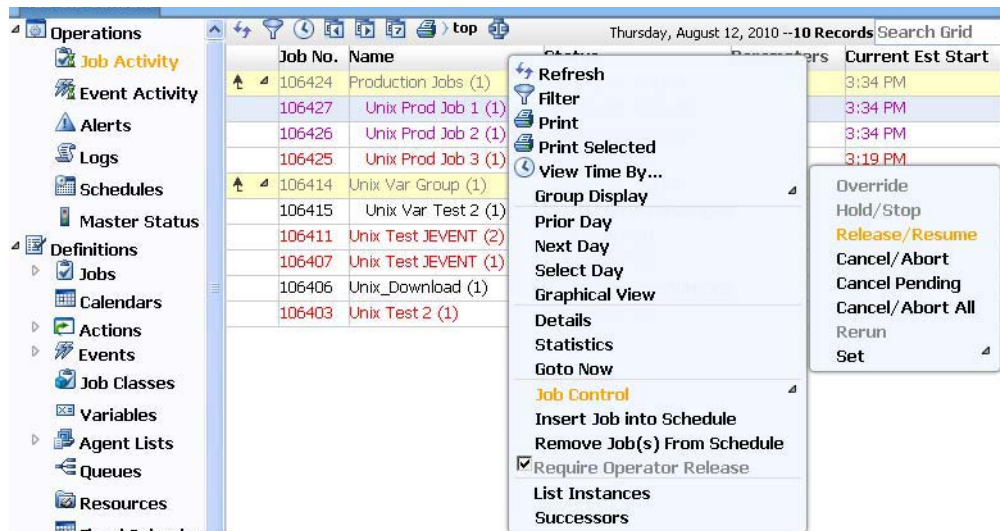 Operations
Job Activity
Event Activity
Alerts
Logs
Schedules
Master Status
Definitions
Jobs
Calendars
Actions
Events
Job Classes
Variables
Agent Lists
Queues
Resources
top
Thursday, August 12, 2010 --10 Records
Search Grid
Job No. Name Current Est Start
106424 Production Jobs (1) 3:34 PM
106427 Unix Prod Job 1 (1) 3:34 PM
106426 Unix Prod Job 2 (1) 3:34 PM
106425 Unix Prod Job 3 (1) 3:19 PM
106414 Unix Var Group (1)
106415 Unix Var Test 2 (1)
106411 Unix Test JEVENT (2)
106407 Unix Test JEVENT (1)
106406 Unix_Download (1)
106403 Unix Test 2 (1)
Refresh
Filter
Print
Print Selected
View Time By...
Group Display
Prior Day
Next Day
Select Day
Graphical View
Details
Statistics
Goto Now
Job Control
Insert Job into Schedule
Remove Job(s) From Schedule
Require Operator Release
List Instances
Successors
Override
Hold/Stop
Release/Resume
Cancel/Abort
Cancel Pending
Cancel/Abort All
Rerun
Set